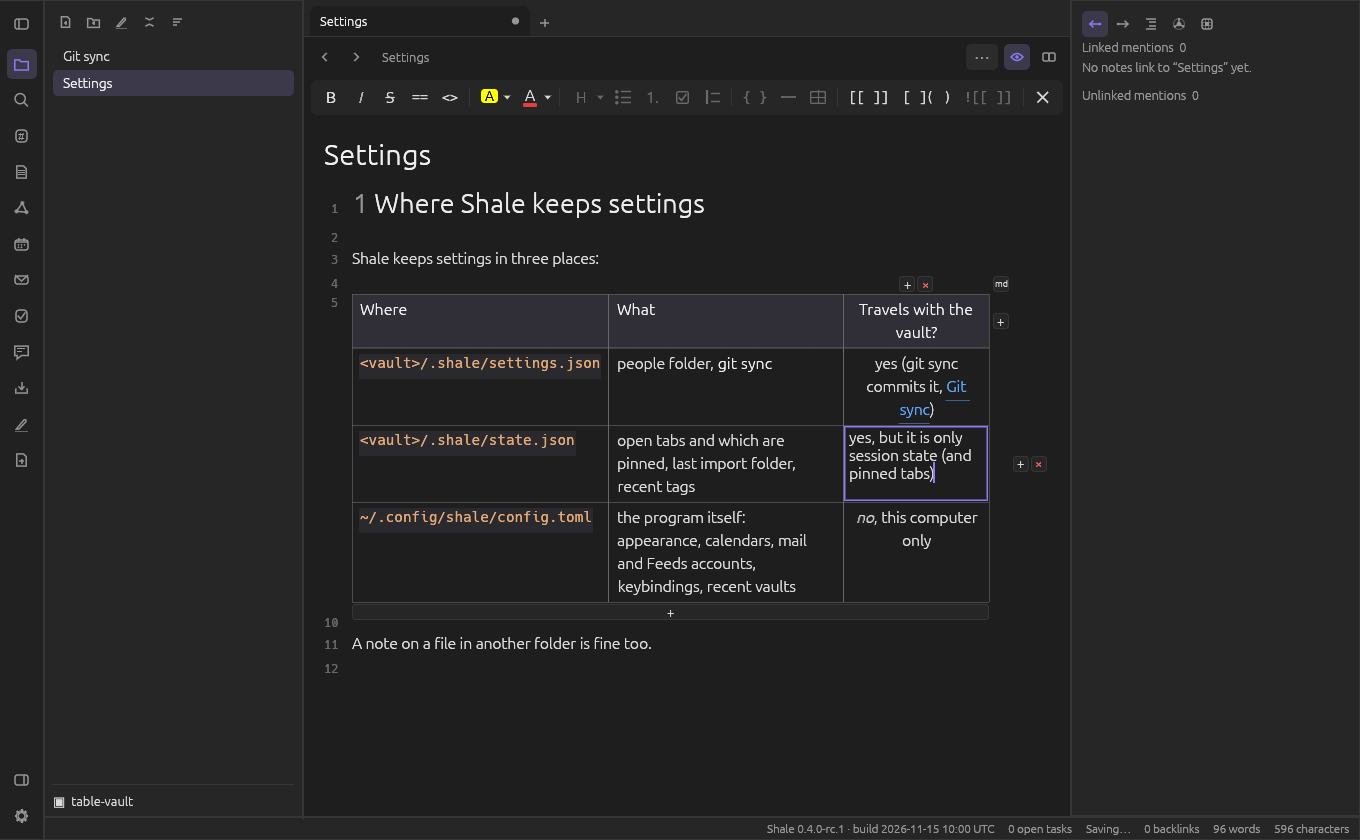 Settings
Git sync
Settings
Settings
B I S == <> A A H 1. { } [[ ]] [ ]( ) ![[ ]]
Linked mentions 0
No notes link to “Settings” yet.
Unlinked mentions 0
Settings
1 1 Where Shale keeps settings
2
3 Shale keeps settings in three places:
4
+ × md
5
Where What Travels with the
vault?
+
<vault>/.shale/settings.json people folder, git sync yes (git sync
commits it, Git
sync)
<vault>/.shale/state.json open tabs and which are
pinned, last import folder,
recent tags
yes, but it is only
session state (and
pinned tabs)
+ ×
~/.config/shale/config.toml the program itself:
appearance, calendars, mail
and Feeds accounts,
keybindings, recent vaults
no, this computer
only
+
10
11 A note on a file in another folder is fine too.
12
table-vault
Shale 0.4.0-rc.1 · build 2026-11-15 10:00 UTC 0 open tasks Saving… 0 backlinks 96 words 596 characters